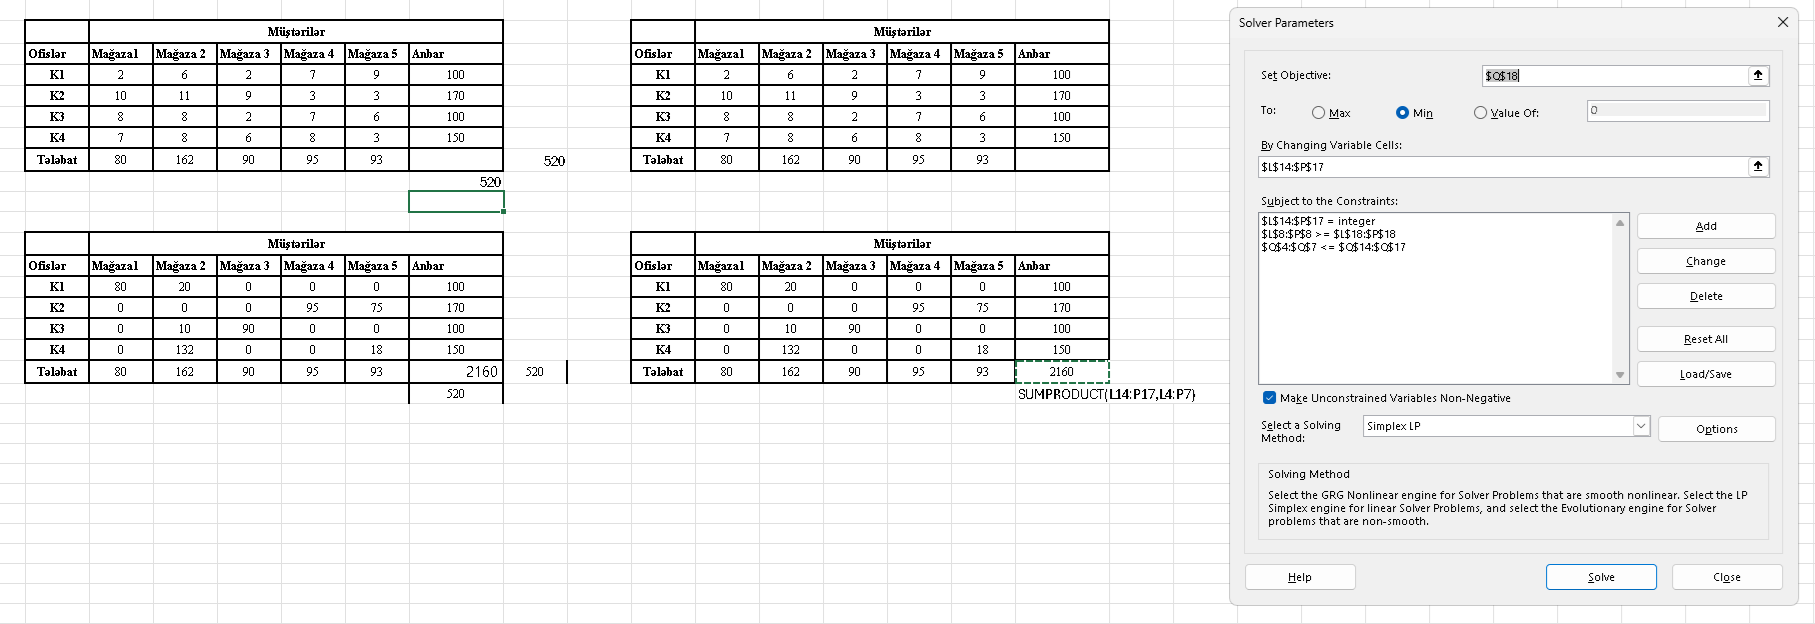 Müştərilər
Ofislər Mağaza1 Mağaza 2 Mağaza 3 Mağaza 4 Mağaza 5 Anbar
K1 2 6 2 7 9 100
K2 10 11 9 3 3 170
K3 8 8 2 7 6 100
K4 7 8 6 8 3 150
Tələbat 80 162 90 95 93
520
520
Müştərilər
Ofislər Mağaza1 Mağaza 2 Mağaza 3 Mağaza 4 Mağaza 5 Anbar
K1 2 6 2 7 9 100
K2 10 11 9 3 3 170
K3 8 8 2 7 6 100
K4 7 8 6 8 3 150
Tələbat 80 162 90 95 93
Müştərilər
Ofislər Mağaza1 Mağaza 2 Mağaza 3 Mağaza 4 Mağaza 5 Anbar
K1 80 20 0 0 0 100
K2 0 0 0 95 75 170
K3 0 10 90 0 0 100
K4 0 132 0 0 18 150
Tələbat 80 162 90 95 93 2160 520
520
Müştərilər
Ofislər Mağaza1 Mağaza 2 Mağaza 3 Mağaza 4 Mağaza 5 Anbar
K1 80 20 0 0 0 100
K2 0 0 0 95 75 170
K3 0 10 90 0 0 100
K4 0 132 0 0 18 150
Tələbat 80 162 90 95 93 2160
SUMPRODUCT(L14:P17,L4:P7)
Solver Parameters
Set Objective: $Q$18
To: Max Min Value Of: 0
By Changing Variable Cells:
$L$14:$P$17
Subject to the Constraints:
$L$14:$P$17 = integer
$L$8:$P$8 >= $L$18:$P$18
$Q$4:$Q$7 <= $Q$14:$Q$17
Add
Change
Delete
Reset All
Load/Save
Make Unconstrained Variables Non-Negative
Select a Solving
Method:
Simplex LP
Options
Solving Method
Select the GRG Nonlinear engine for Solver Problems that are smooth nonlinear. Select the LP
Simplex engine for linear Solver Problems, and select the Evolutionary engine for Solver
problems that are non-smooth.
Help
Solve
Close